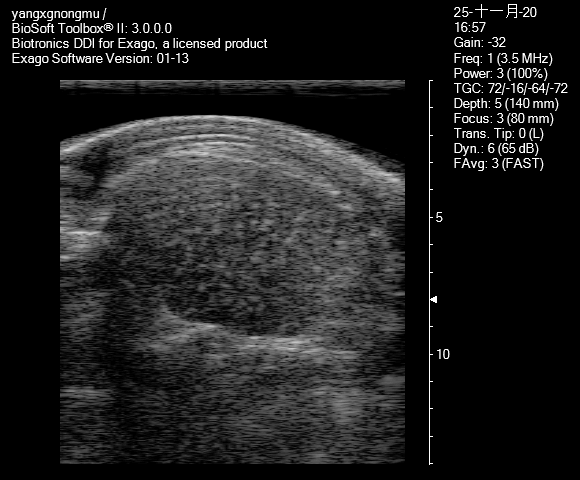 yangxgnongmu /
BioSoft Toolbox® II: 3.0.0.0
Biotronics DDI for Exago, a licensed product
Exago Software Version: 01-13
25-十一月-20
16:57
Gain: -32
Freq: 1 (3.5 MHz)
Power: 3 (100%)
TGC: 72/-16/-64/-72
Depth: 5 (140 mm)
Focus: 3 (80 mm)
Trans. Tip: 0 (L)
Dyn.: 6 (65 dB)
FAvg: 3 (FAST)
5
10